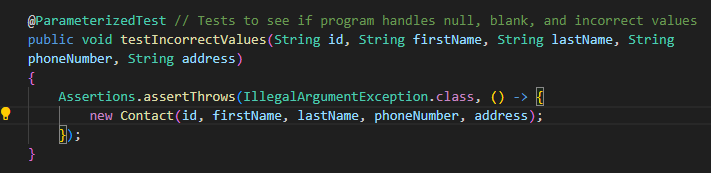 @ParameterizedTest // Tests to see if program handles null, blank, and incorrect values
public void testIncorrectValues(String id, String firstName, String lastName, String
phoneNumber, String address)
{
Assertions.assertThrows(IllegalArgumentException.class, () -> {
new Contact(id, firstName, lastName, phoneNumber, address);
});
}